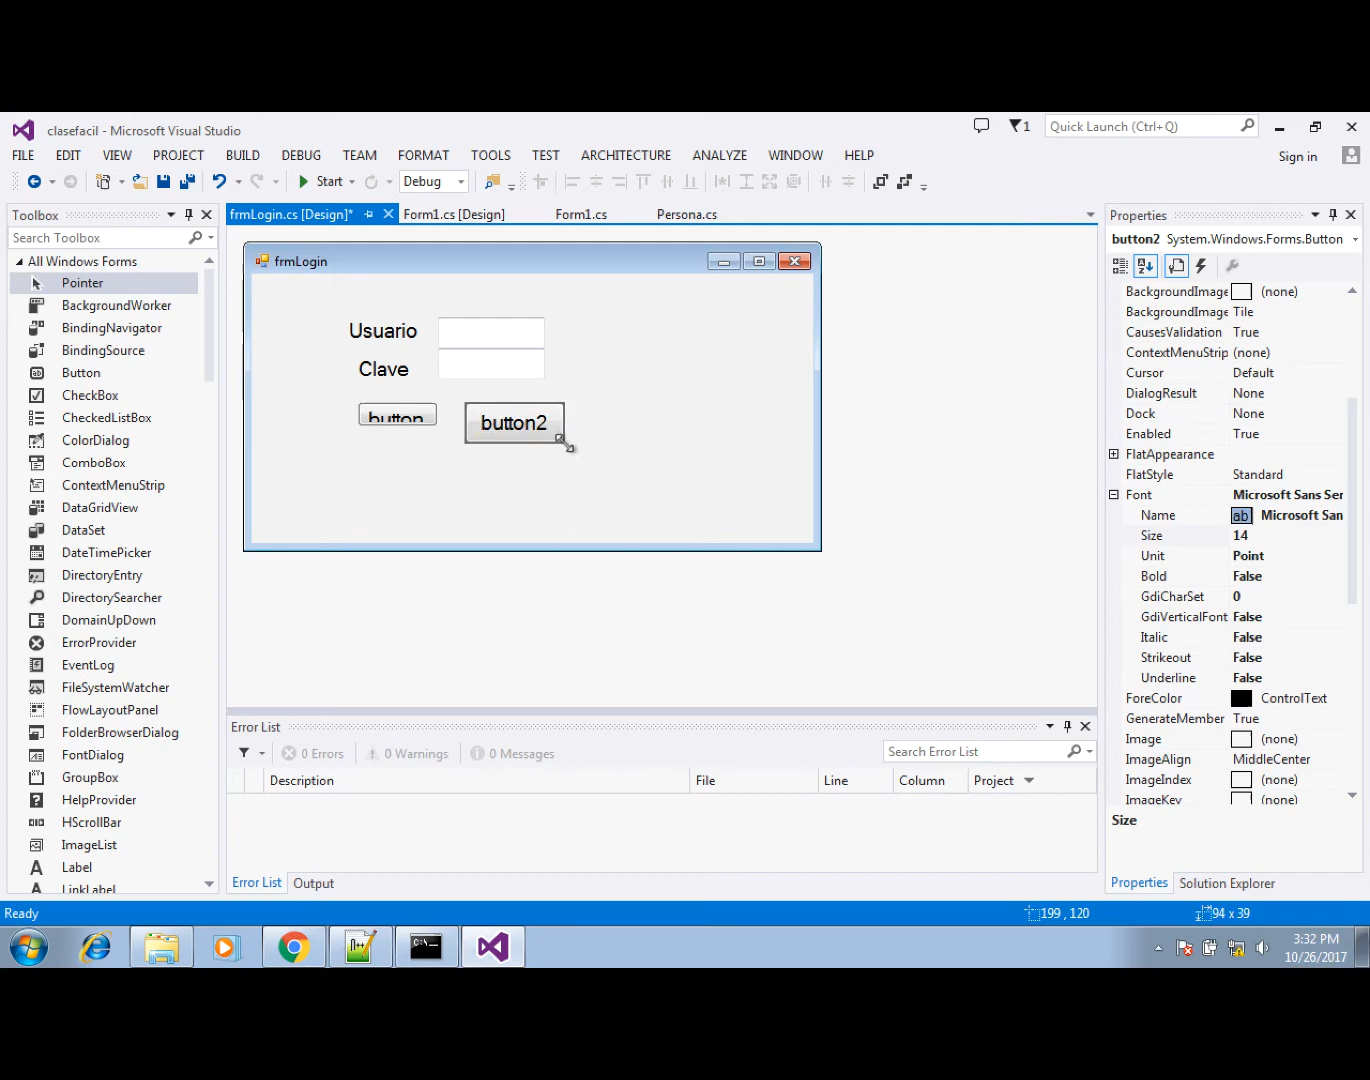 clasefacil - Microsoft Visual Studio
1
Quick Launch (Ctrl+Q)
FILE EDIT VIEW PROJECT BUILD DEBUG TEAM FORMAT TOOLS TEST ARCHITECTURE ANALYZE WINDOW HELP
Sign in
Start
Debug
Toolbox
Search Toolbox
All Windows Forms
Pointer
BackgroundWorker
BindingNavigator
BindingSource
Button
CheckBox
CheckedListBox
ColorDialog
ComboBox
ContextMenuStrip
DataGridView
DataSet
DateTimePicker
DirectoryEntry
DirectorySearcher
DomainUpDown
ErrorProvider
EventLog
FileSystemWatcher
FlowLayoutPanel
FolderBrowserDialog
FontDialog
GroupBox
HelpProvider
HScrollBar
ImageList
Label
LinkLabel
frmLogin.cs [Design]* Form1.cs [Design] Form1.cs Persona.cs
frmLogin
Usuario
Clave
button
button2
Error List
0 Errors 0 Warnings 0 Messages
Search Error List
Description File Line Column Project
Error List Output
Properties
button2 System.Windows.Forms.Button
BackgroundImage (none)
BackgroundImage Tile
CausesValidation True
ContextMenuStrip (none)
Cursor Default
DialogResult None
Dock None
Enabled True
FlatAppearance
FlatStyle Standard
Font Microsoft Sans Ser
Name ab Microsoft San
Size 14
Unit Point
Bold False
GdiCharSet 0
GdiVerticalFont False
Italic False
Strikeout False
Underline False
ForeColor ControlText
GenerateMember True
Image (none)
ImageAlign MiddleCenter
ImageIndex (none)
ImageKey (none)
Size
Properties Solution Explorer
Ready
199 , 120
94 x 39
3:32 PM
10/26/2017